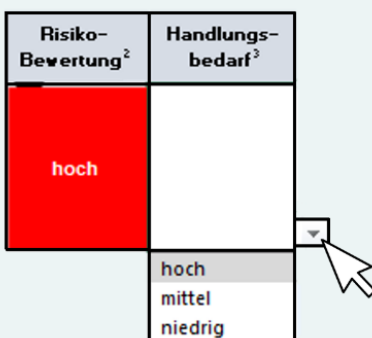 Risiko-
Bewertung²
Handlungs-
bedarf³
hoch
hoch
mittel
niedrig